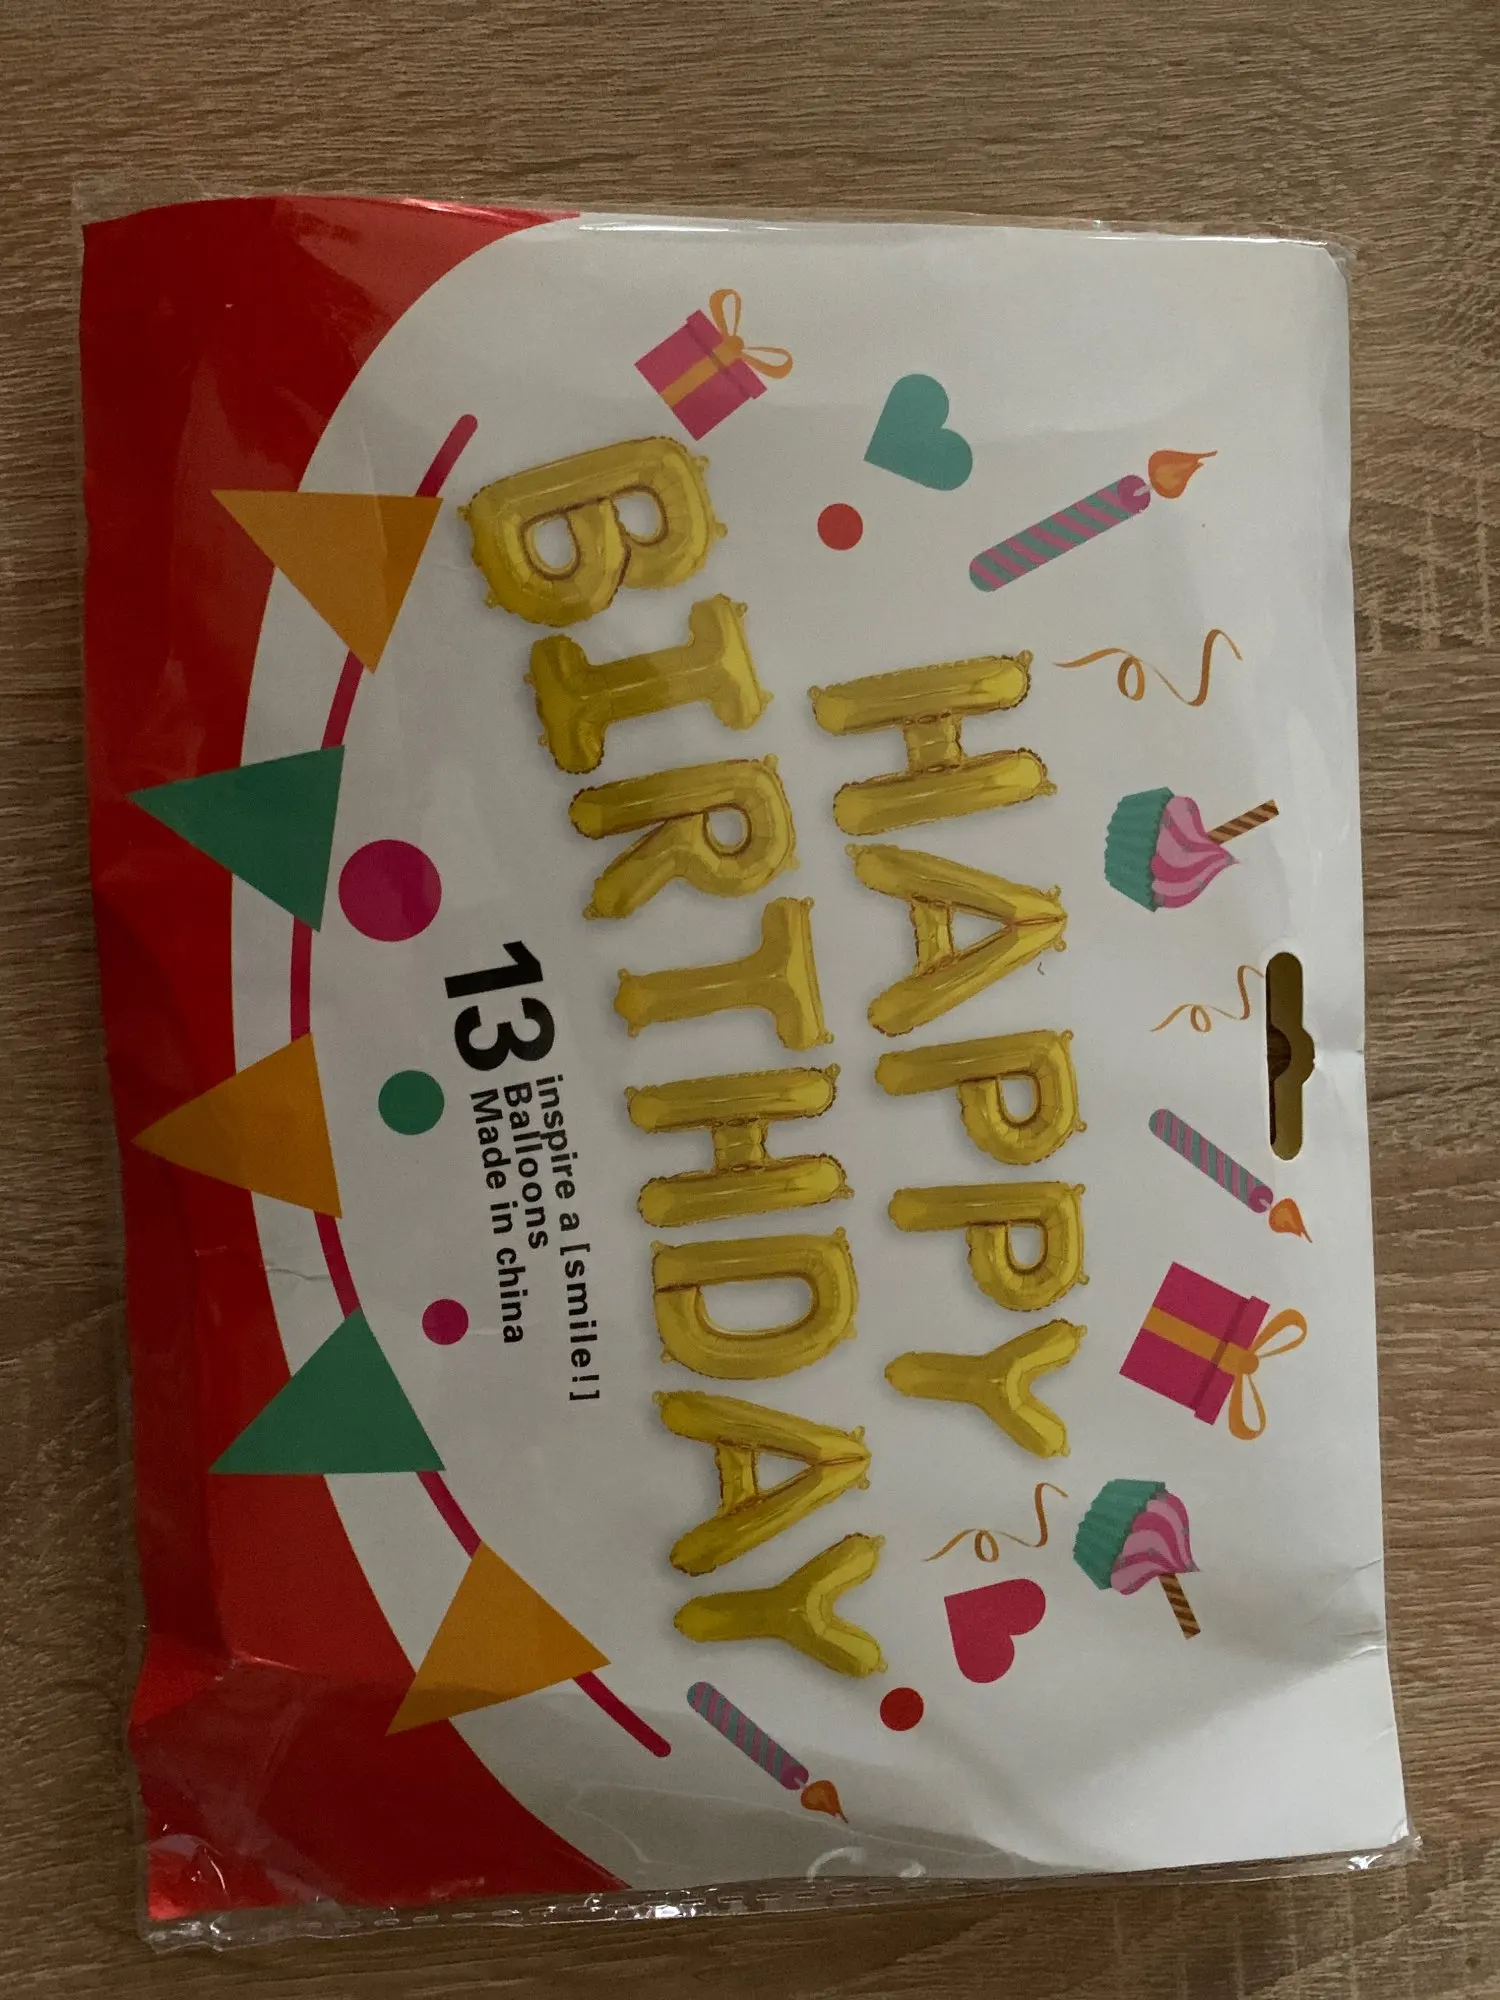 HAPPY
BIRTHDAY
13
inspire a [smile!]
Balloons
Made in china